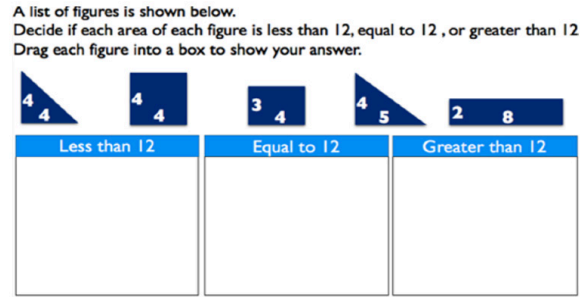 A list of figures is shown below.
Decide if each area of each figure is less than 12, equal to 12 , or greater than 12
Drag each figure into a box to show your answer.
4 4 3 4 2
4 4 4 5 8
Less than 12 Equal to 12 Greater than 12